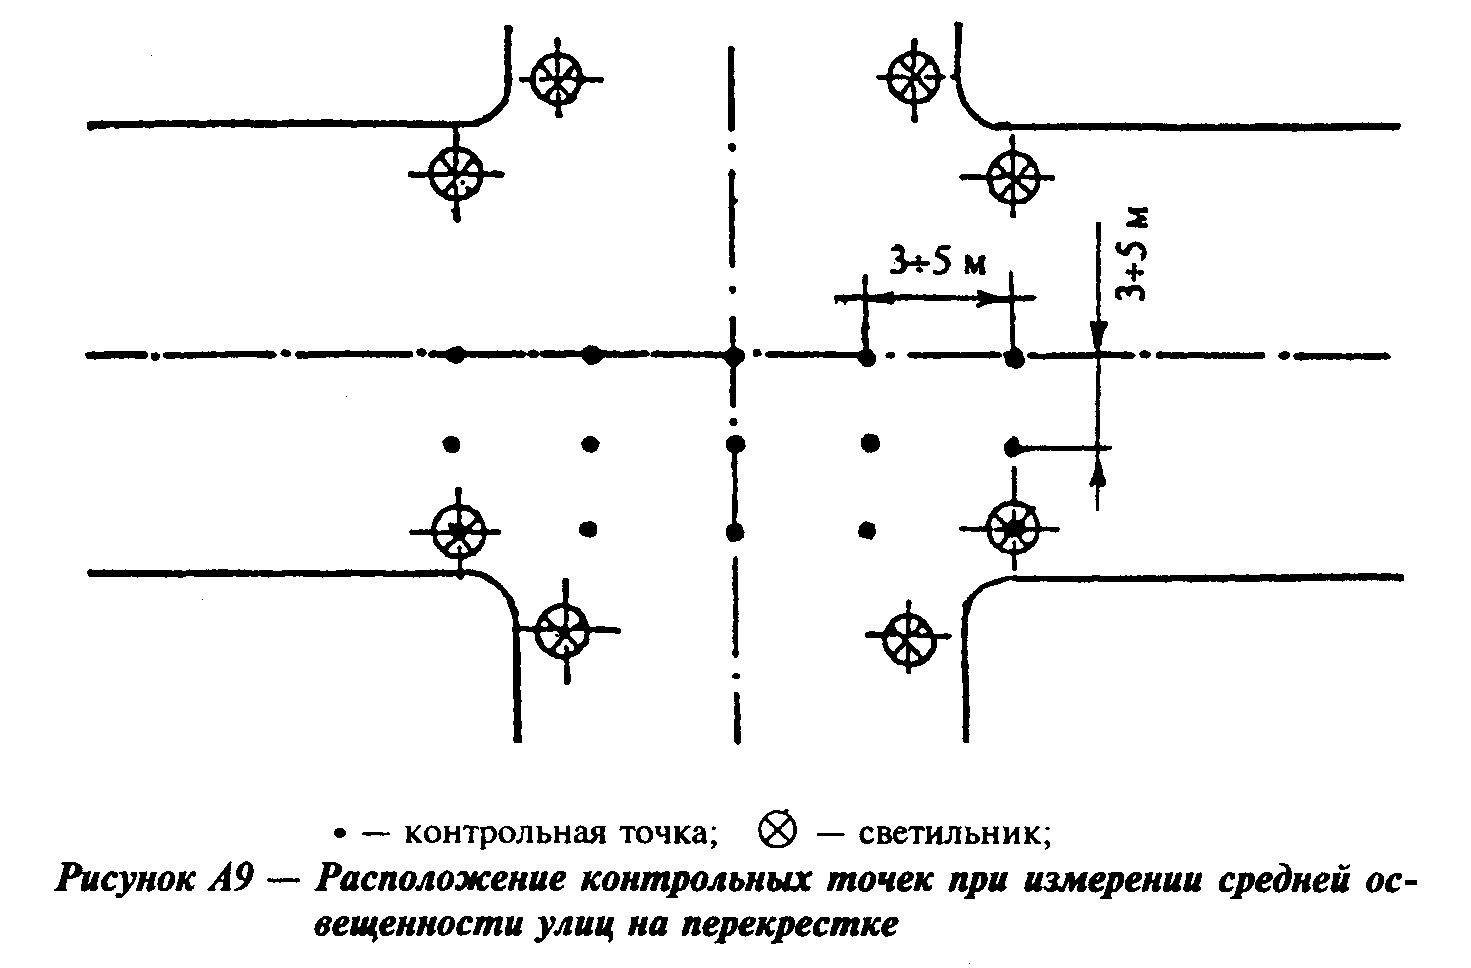 3÷5 м
3÷5 м
• — контрольная точка; ⊗ — светильник;
Рисунок А9 — Расположение контрольных точек при измерении средней ос-
вещенности улиц на перекрестке